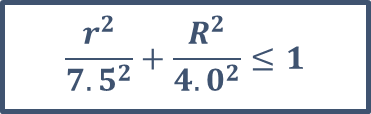 r²/7.5² + R²/4.0² ≤ 1